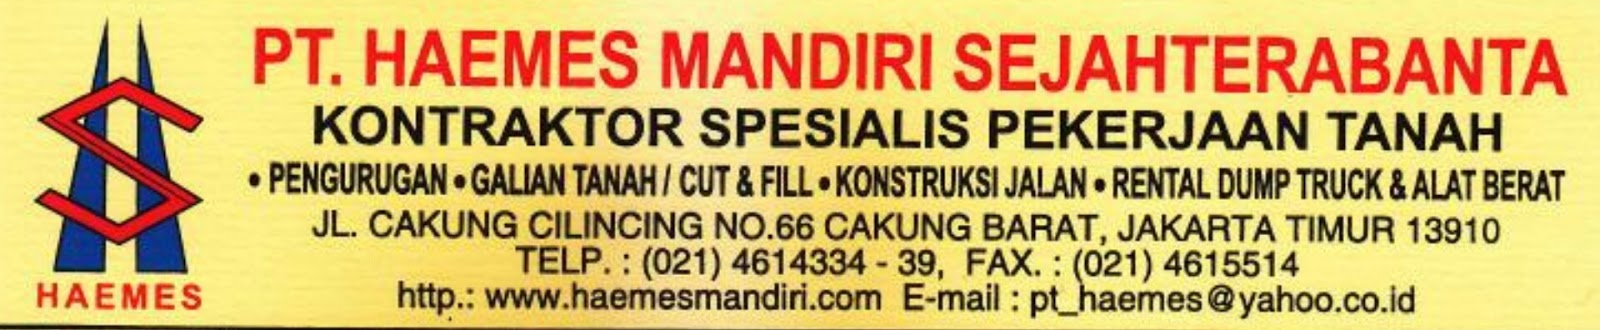 PT. HAEMES MANDIRI SEJAHTERABANTA
KONTRAKTOR SPESIALIS PEKERJAAN TANAH
• PENGURUGAN • GALIAN TANAH / CUT & FILL • KONSTRUKSI JALAN • RENTAL DUMP TRUCK & ALAT BERAT
JL. CAKUNG CILINCING NO.66 CAKUNG BARAT, JAKARTA TIMUR 13910
TELP. : (021) 4614334 - 39, FAX. : (021) 4615514
http.: www.haemesmandiri.com E-mail : pt_haemes@yahoo.co.id
HAEMES